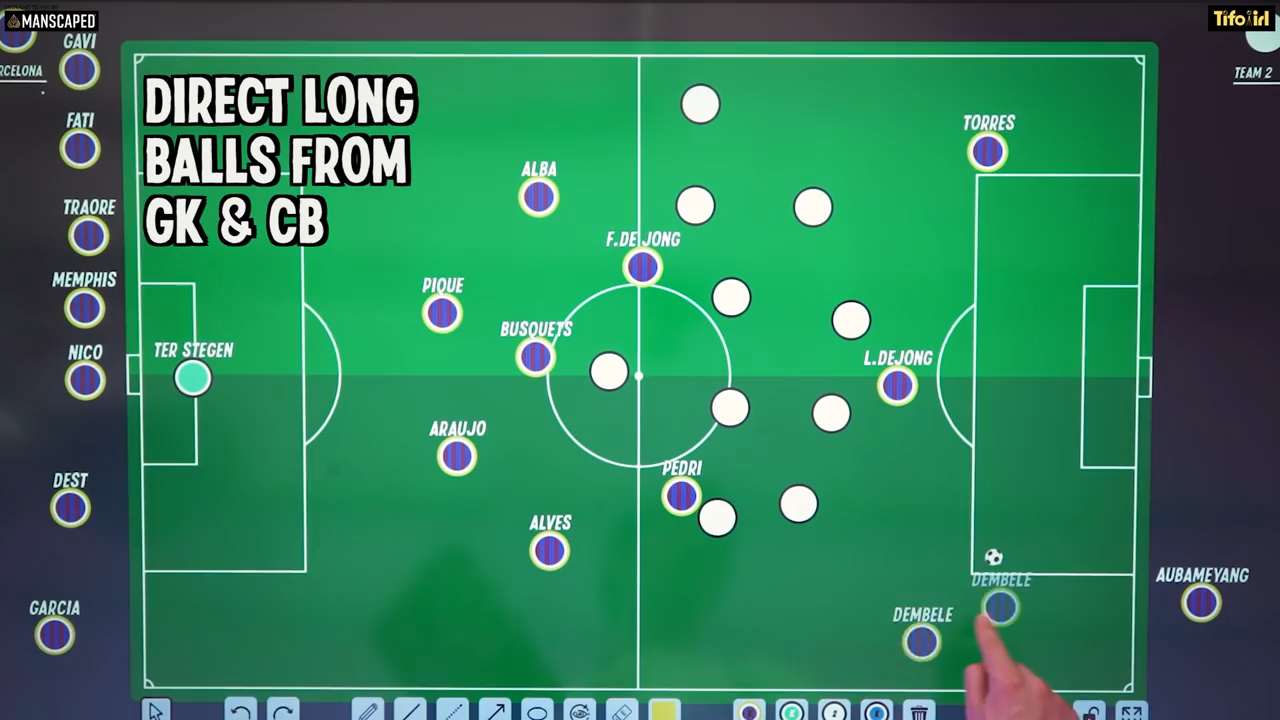 MANSCAPED
Tifo irl
GAVI
RCELONA
TEAM 2
DIRECT LONG
BALLS FROM
GK & CB
FATI
TORRES
ALBA
TRAORE
F.DE JONG
MEMPHIS
PIQUE
BUSQUETS
NICO
TER STEGEN
L.DEJONG
ARAUJO
PEDRI
DEST
ALVES
DEMBELE
AUBAMEYANG
GARCIA
DEMBELE